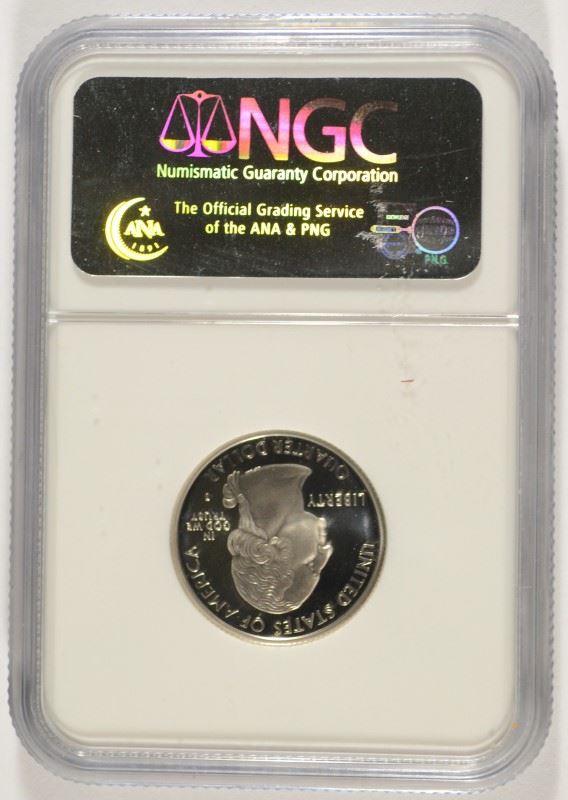 NGC
Numismatic Guaranty Corporation
The Official Grading Service
of the ANA & PNG
ANA
1891
P.N.G.
UNITED STATES OF AMERICA
LIBERTY
IN
GOD WE
TRUST
QUARTER DOLLAR